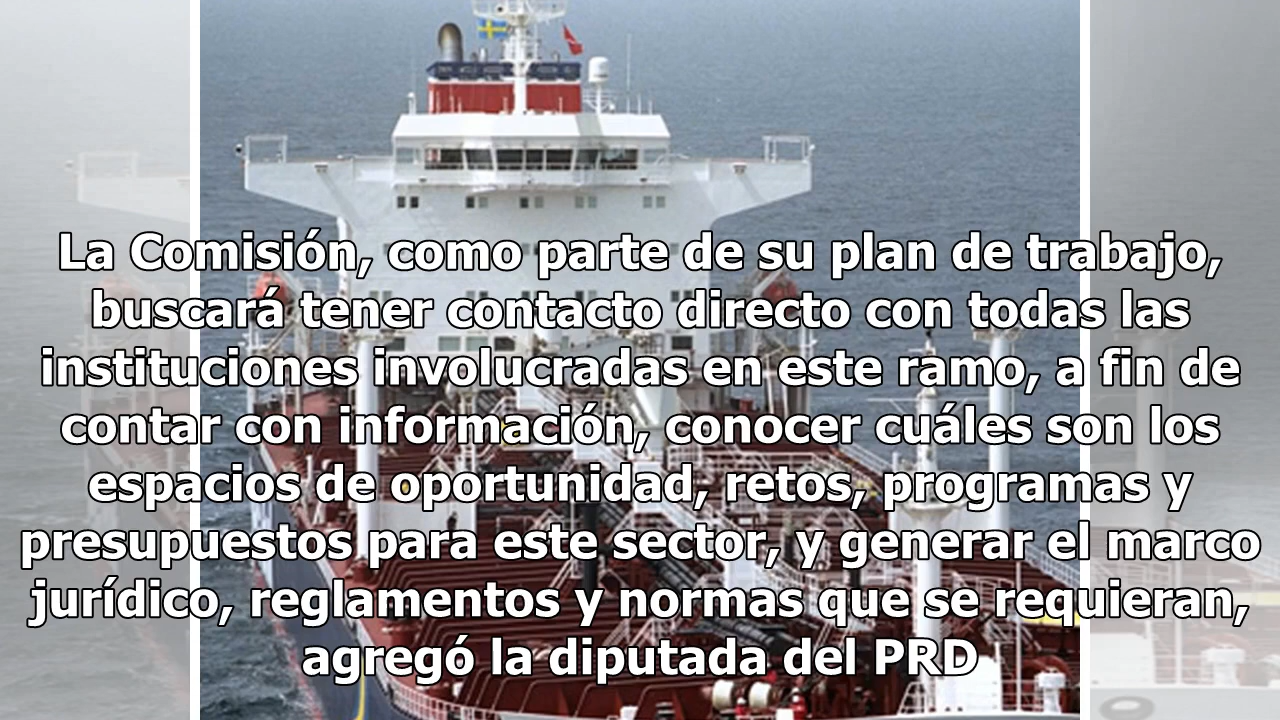 La Comisión, como parte de su plan de trabajo,
buscará tener contacto directo con todas las
instituciones involucradas en este ramo, a fin de
contar con información, conocer cuáles son los
espacios de oportunidad, retos, programas y
presupuestos para este sector, y generar el marco
jurídico, reglamentos y normas que se requieran,
agregó la diputada del PRD